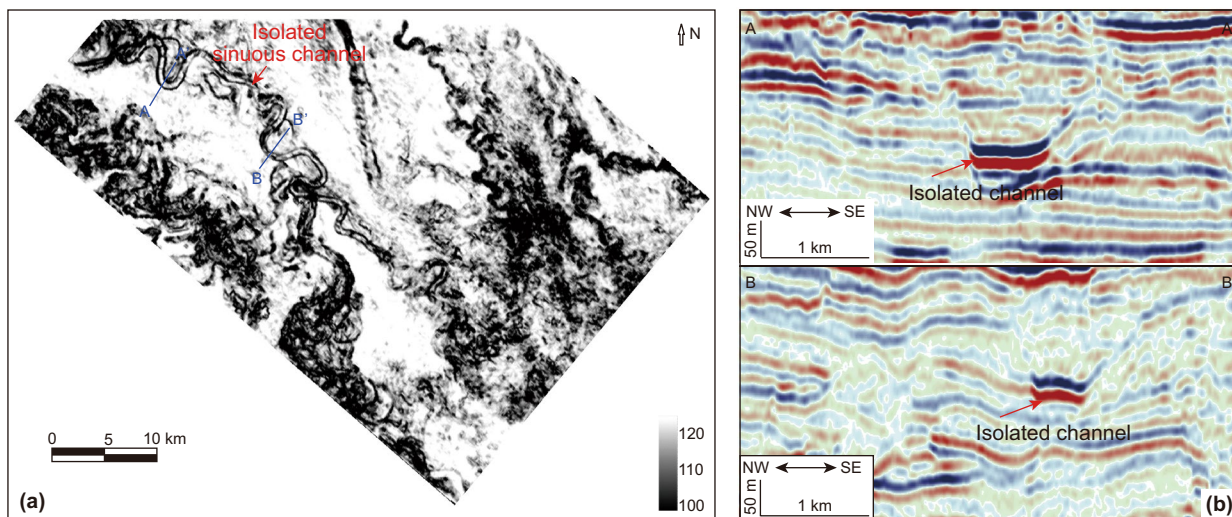 Isolated
sinuous channel
N
A'
A
B'
B
0 5 10 km
120
110
100
(a)
A
A'
Isolated channel
NW SE
50 m
1 km
B
B'
Isolated channel
NW SE
50 m
1 km
(b)